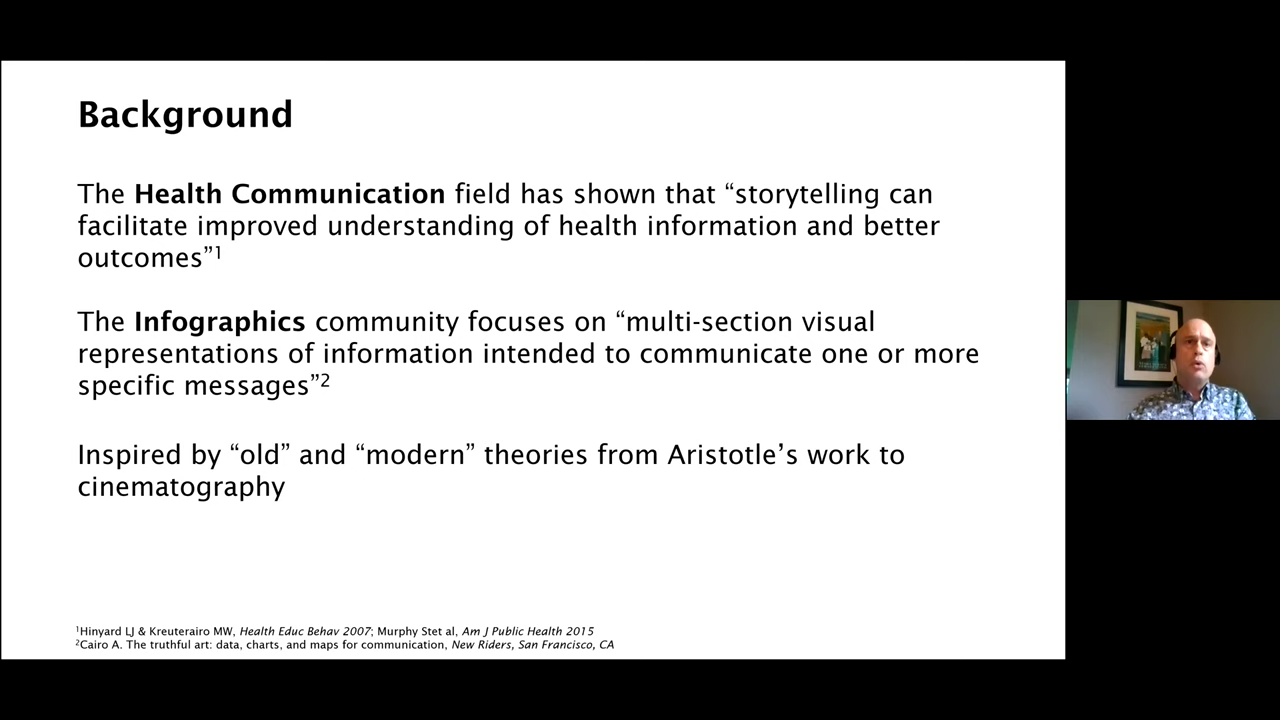 Background
The Health Communication field has shown that “storytelling can
facilitate improved understanding of health information and better
outcomes”1
The Infographics community focuses on “multi-section visual
representations of information intended to communicate one or more
specific messages”2
Inspired by “old” and “modern” theories from Aristotle’s work to
cinematography
1Hinyard LJ & Kreuterairo MW, Health Educ Behav 2007; Murphy Stet al, Am J Public Health 2015
2Cairo A. The truthful art: data, charts, and maps for communication, New Riders, San Francisco, CA